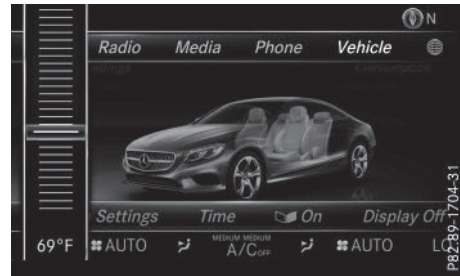 N
Radio Media Phone Vehicle
Settings Time On Display Off
69°F AUTO MEDIUM MEDIUM A/C OFF AUTO LO
P82.89-1704-31